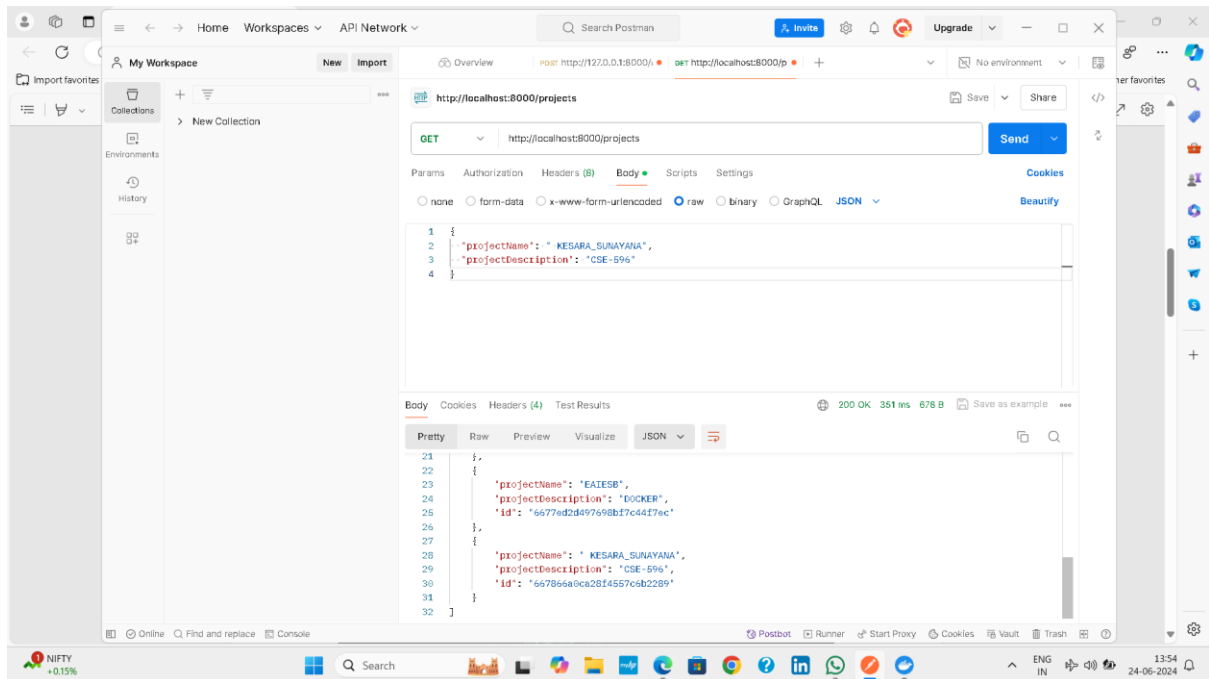 Home Workspaces API Network Search Postman Invite Upgrade
My Workspace New Import Overview POST http://127.0.0.1:8000/ GET http://localhost:8000/p No environment
Import favorites her favorites
Collections
New Collection
Environments
History
HTTP http://localhost:8000/projects Save Share
GET http://localhost:8000/projects Send
Params Authorization Headers (8) Body Scripts Settings Cookies
none form-data x-www-form-urlencoded raw binary GraphQL JSON Beautify
1 {
2 "projectName": " KESARA_SUNAYANA",
3 "projectDescription": "CSE-596"
4 }
Body Cookies Headers (4) Test Results 200 OK 351 ms 678 B Save as example
Pretty Raw Preview Visualize JSON
21 },
22 {
23 "projectName": "EAIESB",
24 "projectDescription": "DOCKER",
25 "id": "6677ed2d497698bf7c44f7ec"
26 },
27 {
28 "projectName": " KESARA_SUNAYANA",
29 "projectDescription": "CSE-596",
30 "id": "667866a0ca28f4557c6b2289"
31 }
32 ]
Online Find and replace Console Postbot Runner Start Proxy Cookies Vault Trash
1 NIFTY
+0.15%
Search
ENG
IN
13:54
24-06-2024